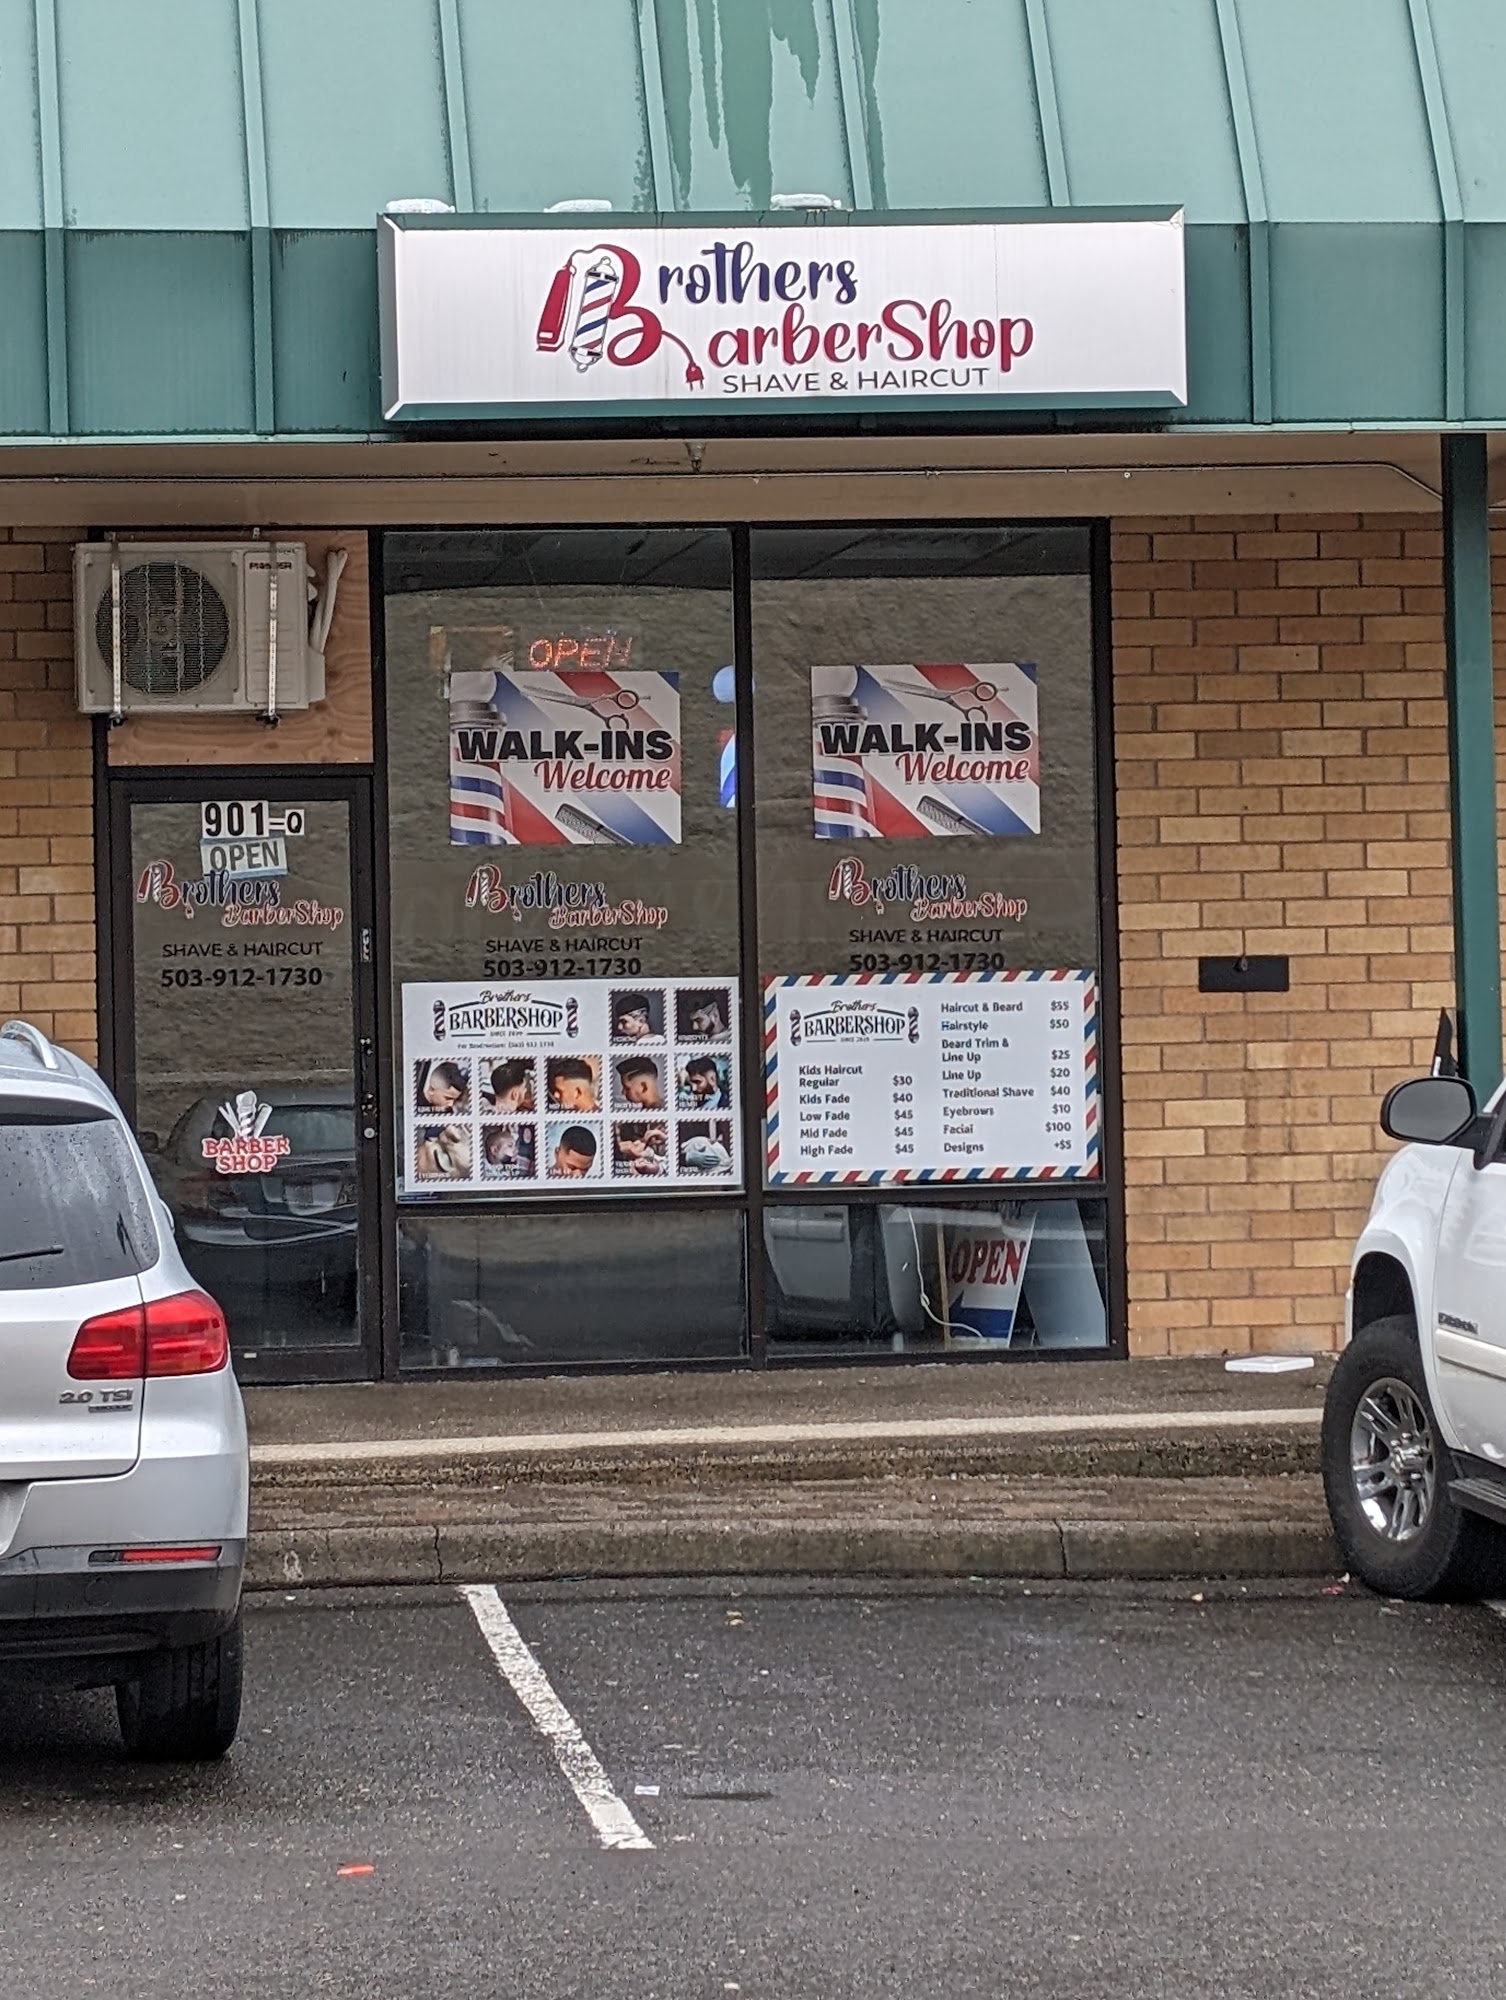 Brothers
BarberShop
SHAVE & HAIRCUT
PIONEER
OPEN
WALK-INS
Welcome
WALK-INS
Welcome
901-0
OPEN
Brothers
BarberShop
SHAVE & HAIRCUT
503-912-1730
BARBER
SHOP
Brothers
BarberShop
SHAVE & HAIRCUT
503-912-1730
Brothers
BarberShop
SHAVE & HAIRCUT
503-912-1730
Brothers
BARBERSHOP
Brothers
BARBERSHOP
Kids Haircut
Regular $30
Kids Fade $40
Low Fade $45
Mid Fade $45
High Fade $45
Haircut & Beard $55
Hairstyle $50
Beard Trim &
Line Up $25
Line Up $20
Traditional Shave $40
Eyebrows $10
Facial $100
Designs +$5
OPEN
2.0 TSI